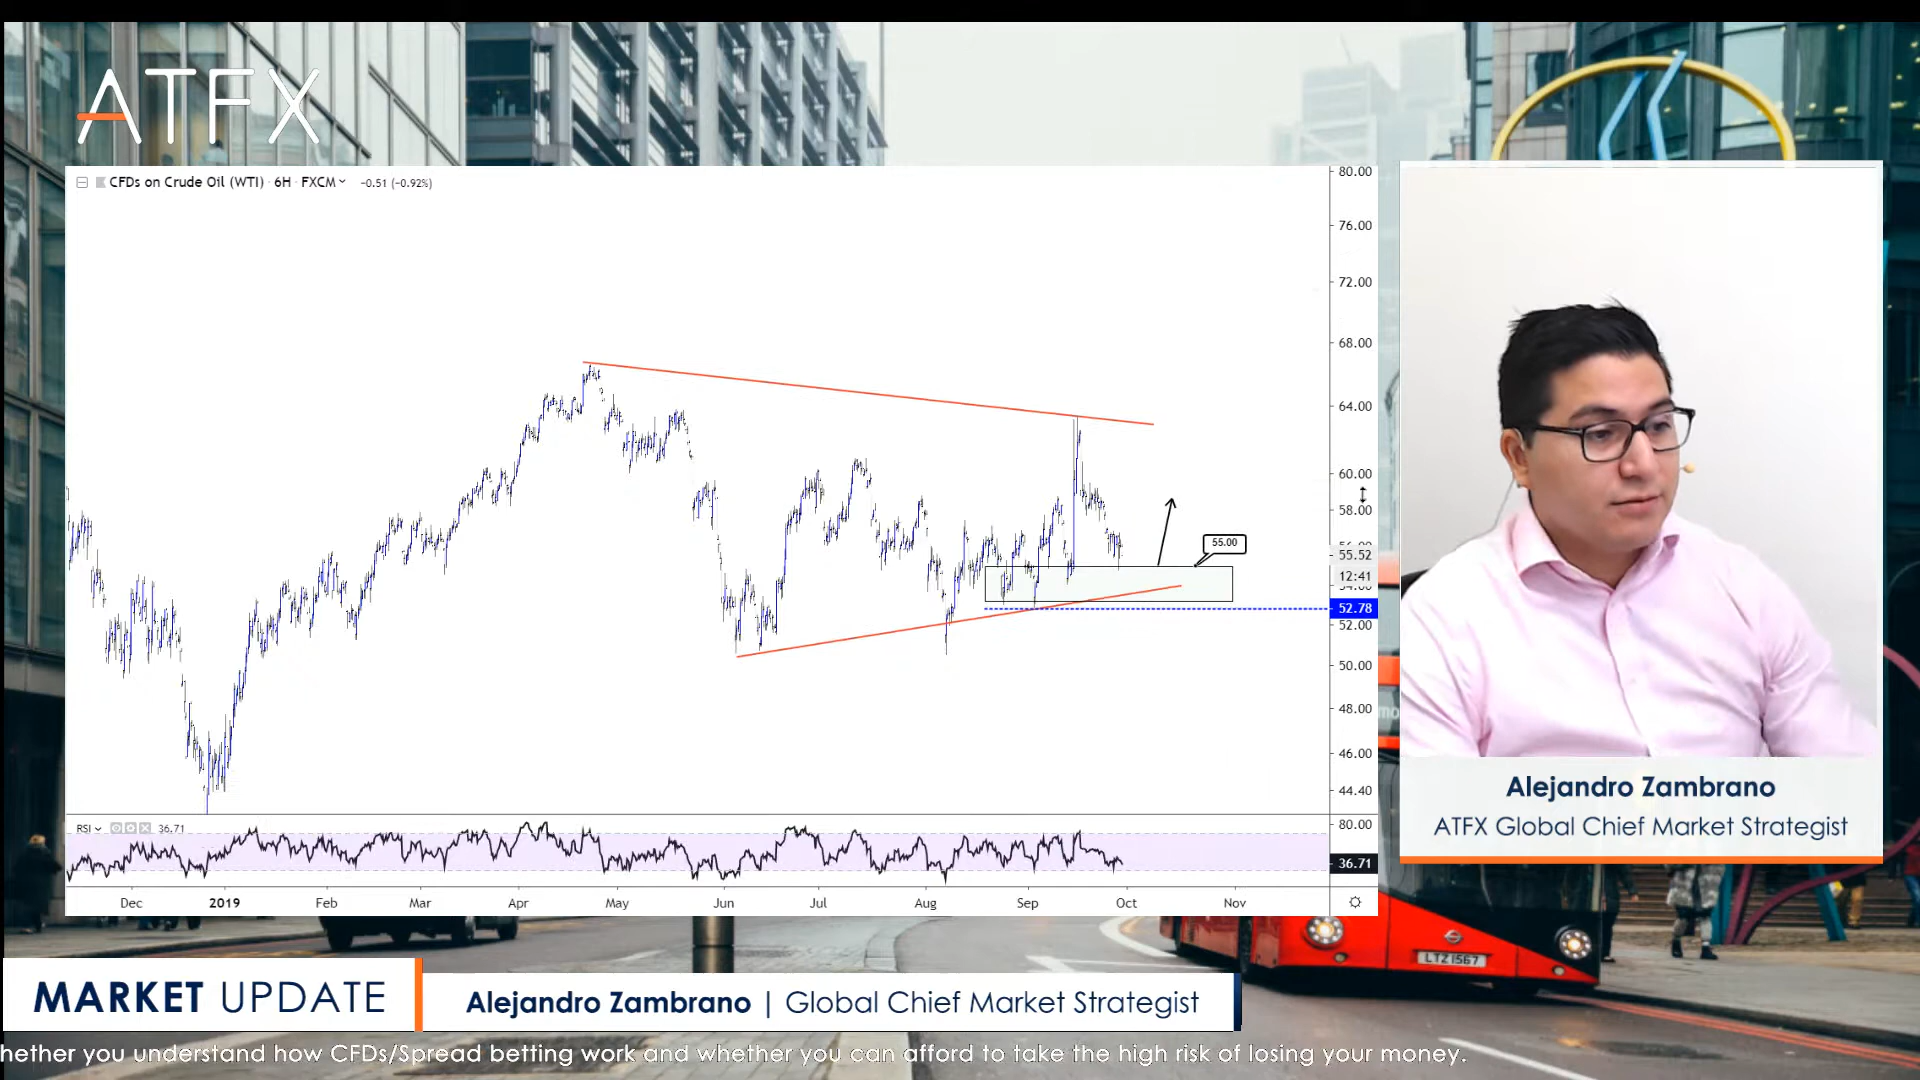 ATFX
CFDs on Crude Oil (WTI) · 6H · FXCM
−0.51 (−0.92%)
80.00
76.00
72.00
68.00
64.00
60.00
58.00
55.52
12:41
52.78
52.00
50.00
48.00
46.00
44.40
55.00
RSI 36.71
80.00
36.71
Dec 2019 Feb Mar Apr May Jun Jul Aug Sep Oct Nov
Alejandro Zambrano
ATFX Global Chief Market Strategist
LTZ 1567
MARKET UPDATE
Alejandro Zambrano | Global Chief Market Strategist
hether you understand how CFDs/Spread betting work and whether you can afford to take the high risk of losing your money.